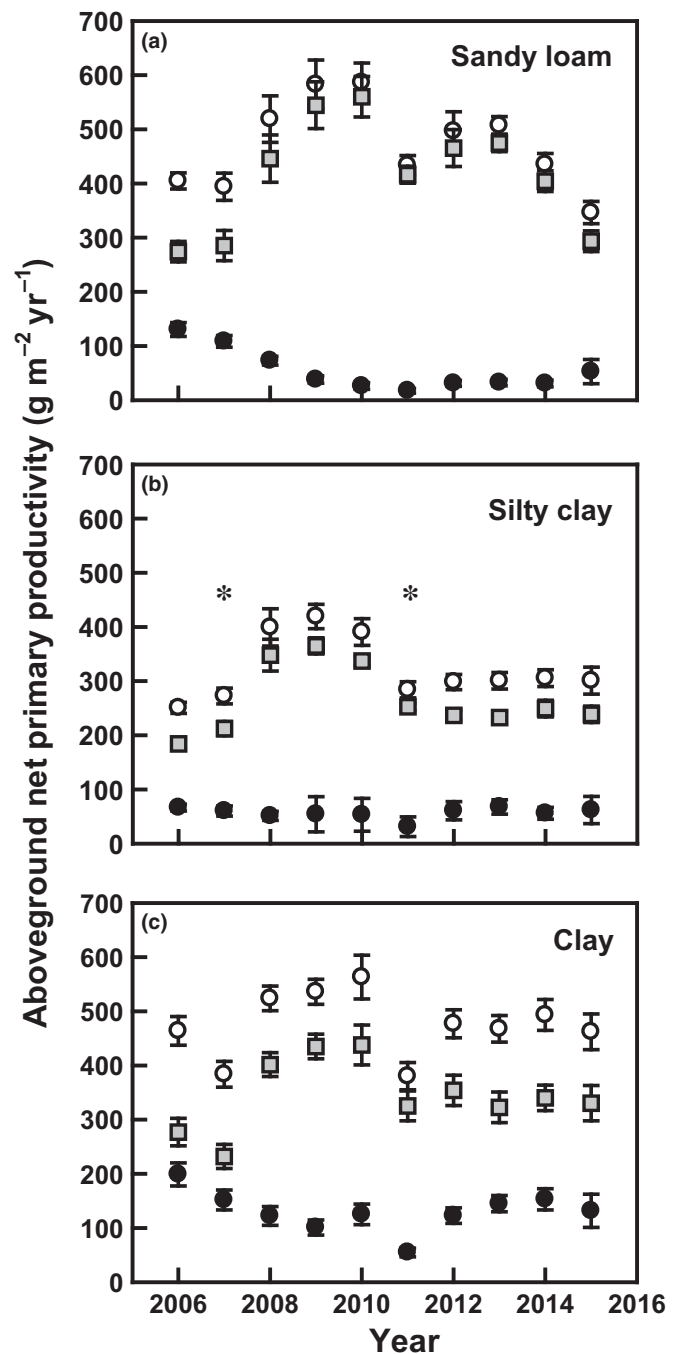 Aboveground net primary productivity (g m⁻² yr⁻¹)
(a)
Sandy loam
700
600
500
400
300
200
100
0
(b)
Silty clay
700
600
500
400
300
200
100
0
*
*
(c)
Clay
700
600
500
400
300
200
100
0
2006 2008 2010 2012 2014 2016
Year